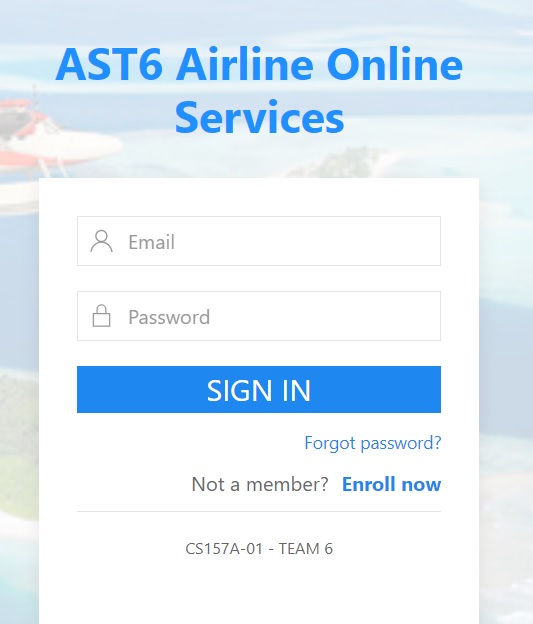 AST6 Airline Online
Services
Email
Password
SIGN IN
Forgot password?
Not a member? Enroll now
CS157A-01 - TEAM 6